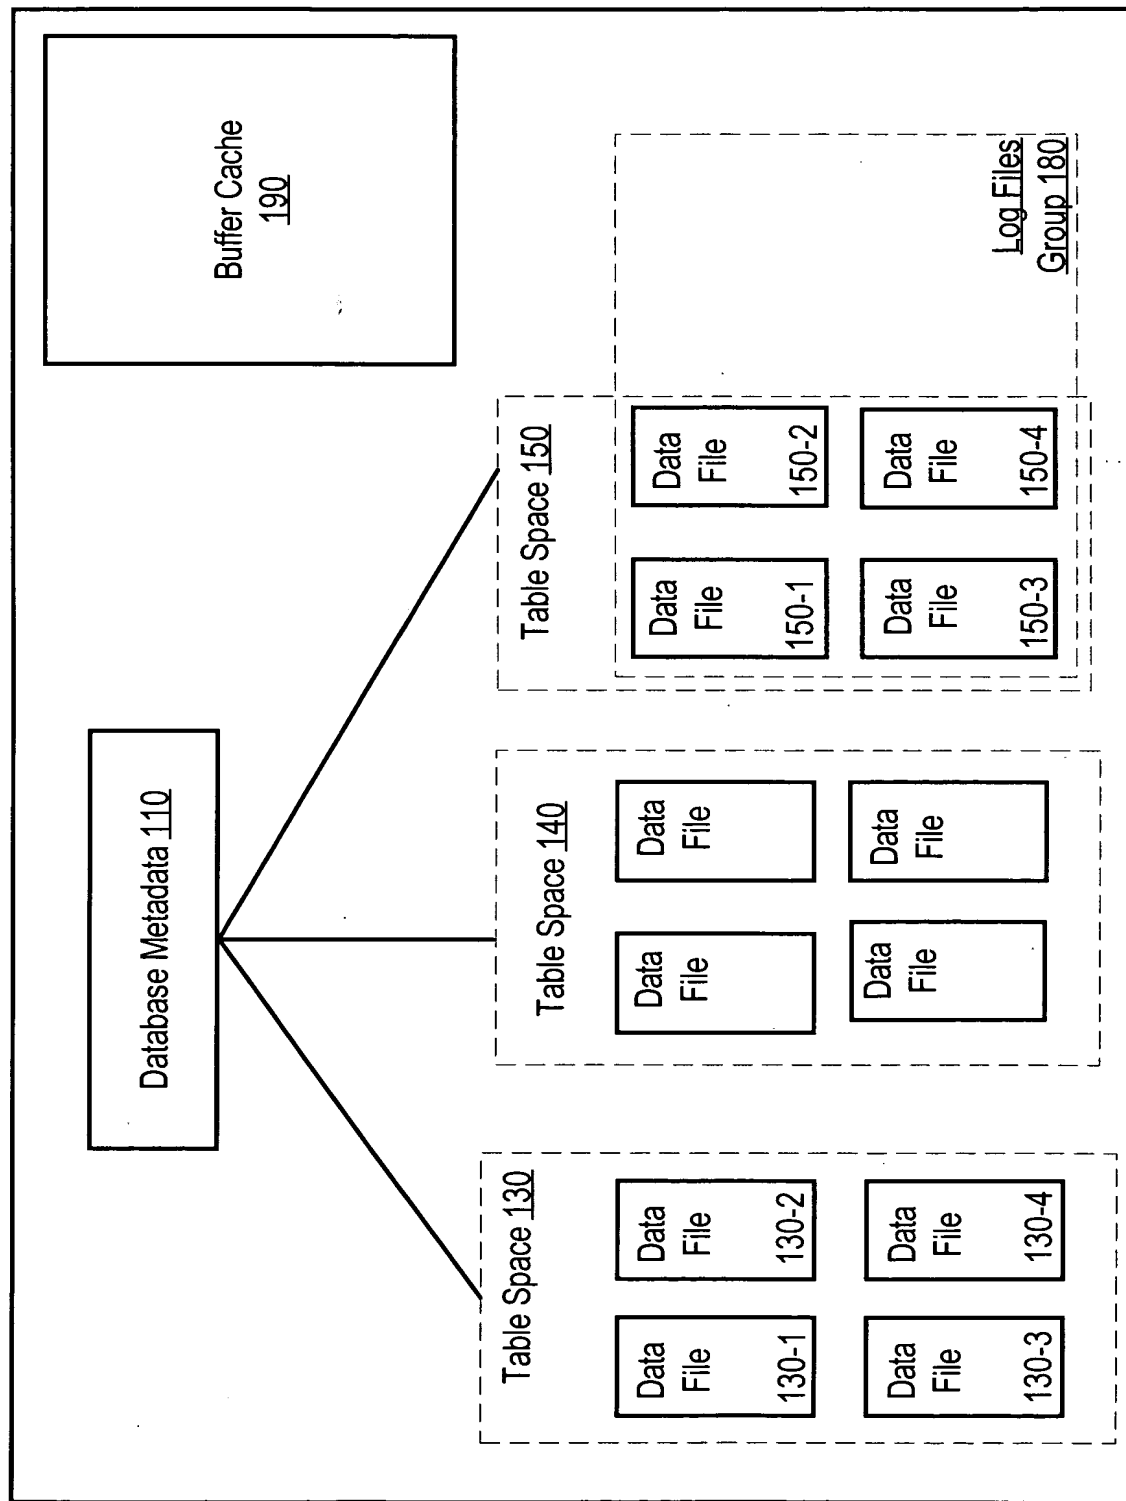 Database Metadata 110
Buffer Cache
190
Table Space 130
Data
File
130-1
Data
File
130-2
Data
File
130-3
Data
File
130-4
Table Space 140
Data
File
Data
File
Data
File
Data
File
Table Space 150
Data
File
150-1
Data
File
150-2
Data
File
150-3
Data
File
150-4
Log Files
Group 180